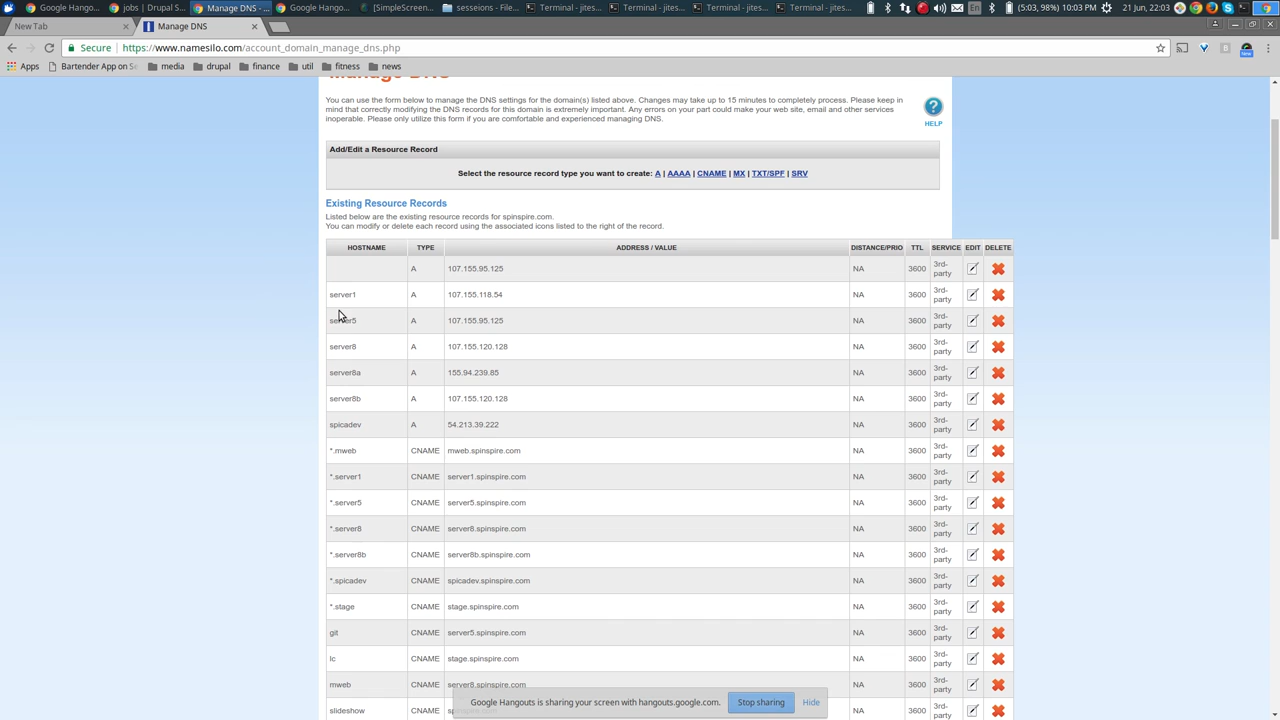 Google Hang
jobs | Drupal S
Manage DNS
Google Hang
/SimpleScreen.
sessions - File
Terminal - jites
Terminal - jites
Terminal - jites
Terminal - jites
En
(5:03, 98%) 10:03 PM
21 Jun, 22:03
New Tab
Manage DNS
Secure
https://www.namesilo.com/account_domain_manage_dns.php
Apps
Bartender App on S
media
drupal
finance
util
fitness
news
Manage DNS
You can use the form below to manage the DNS settings for the domain(s) listed above. Changes may take up to 15 minutes to completely process. Please keep in
mind that correctly modifying the DNS records for this domain is extremely important. Any errors on your part could make your web site, email and other services
inoperable. Please only utilize this form if you are comfortable and experienced managing DNS.
HELP
Add/Edit a Resource Record
Select the resource record type you want to create: A | AAAA | CNAME | MX | TXT/SPF | SRV
Existing Resource Records
Listed below are the existing resource records for spinspire.com.
You can modify or delete each record using the associated icons listed to the right of the record.
HOSTNAME TYPE ADDRESS / VALUE DISTANCE/PRIO TTL SERVICE EDIT DELETE
A 107.155.95.125 NA 3600 3rd-party
server1 A 107.155.118.54 NA 3600 3rd-party
server5 A 107.155.95.125 NA 3600 3rd-party
server8 A 107.155.120.128 NA 3600 3rd-party
server8a A 155.94.239.85 NA 3600 3rd-party
server8b A 107.155.120.128 NA 3600 3rd-party
spicadev A 54.213.39.222 NA 3600 3rd-party
*.mweb CNAME mweb.spinspire.com NA 3600 3rd-party
*.server1 CNAME server1.spinspire.com NA 3600 3rd-party
*.server5 CNAME server5.spinspire.com NA 3600 3rd-party
*.server8 CNAME server8.spinspire.com NA 3600 3rd-party
*.server8b CNAME server8b.spinspire.com NA 3600 3rd-party
*.spicadev CNAME spicadev.spinspire.com NA 3600 3rd-party
*.stage CNAME stage.spinspire.com NA 3600 3rd-party
git CNAME server5.spinspire.com NA 3600 3rd-party
lc CNAME stage.spinspire.com NA 3600 3rd-party
mweb CNAME server8.spinspire.com NA 3600 3rd-party
slideshow CNAME NA 3600 3rd-
Google Hangouts is sharing your screen with hangouts.google.com.
Stop sharing
Hide